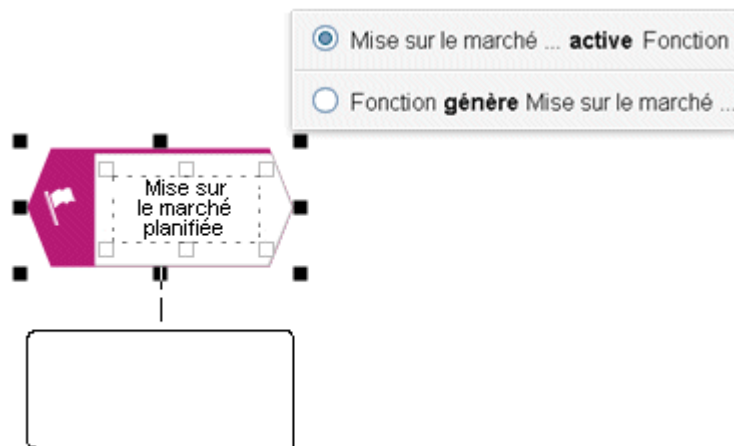 Mise sur le marché ... active Fonction
Fonction génère Mise sur le marché ...
Mise sur
le marché
planifiée